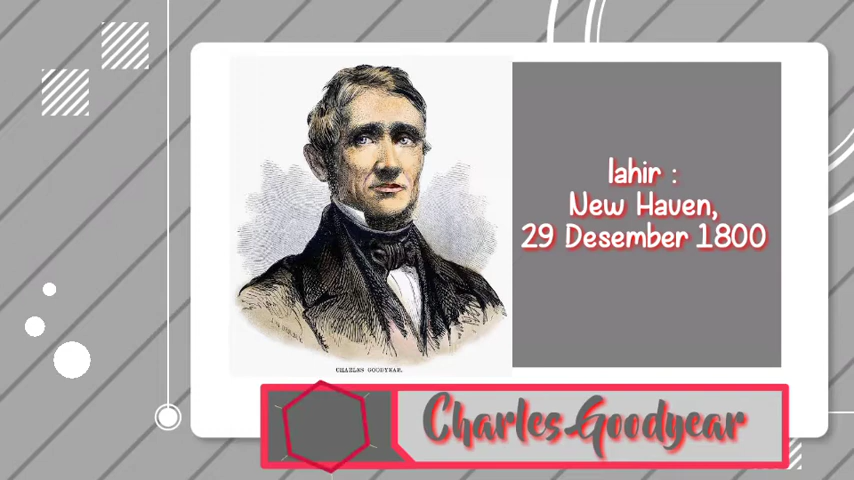 lahir :
New Haven,
29 Desember 1800
CHARLES GOODYEAR.
Charles Goodyear